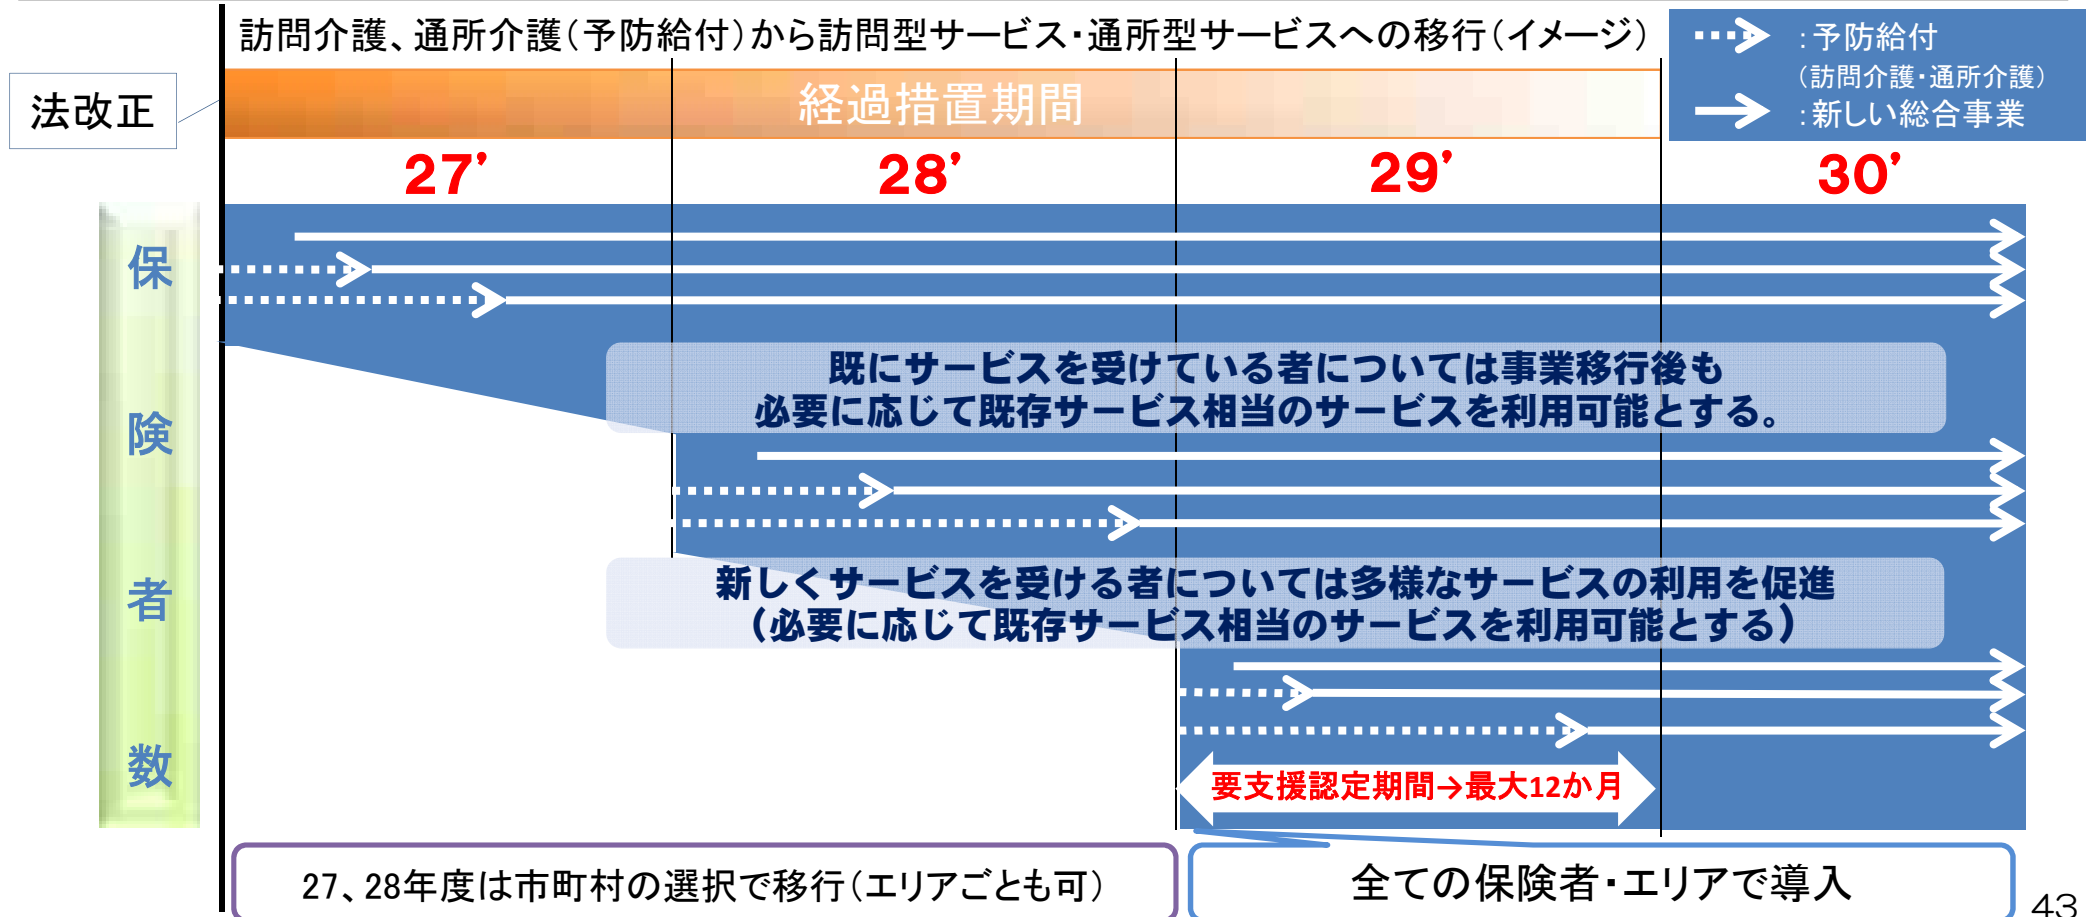 訪問介護、通所介護(予防給付)から訪問型サービス・通所型サービスへの移行(イメージ)
:予防給付
(訪問介護・通所介護)
:新しい総合事業
法改正
経過措置期間
27’
28’
29’
30’
保険者数
既にサービスを受けている者については事業移行後も
必要に応じて既存サービス相当のサービスを利用可能とする。
新しくサービスを受ける者については多様なサービスの利用を促進
(必要に応じて既存サービス相当のサービスを利用可能とする)
要支援認定期間→最大12か月
27、28年度は市町村の選択で移行(エリアごとも可)
全ての保険者・エリアで導入
43